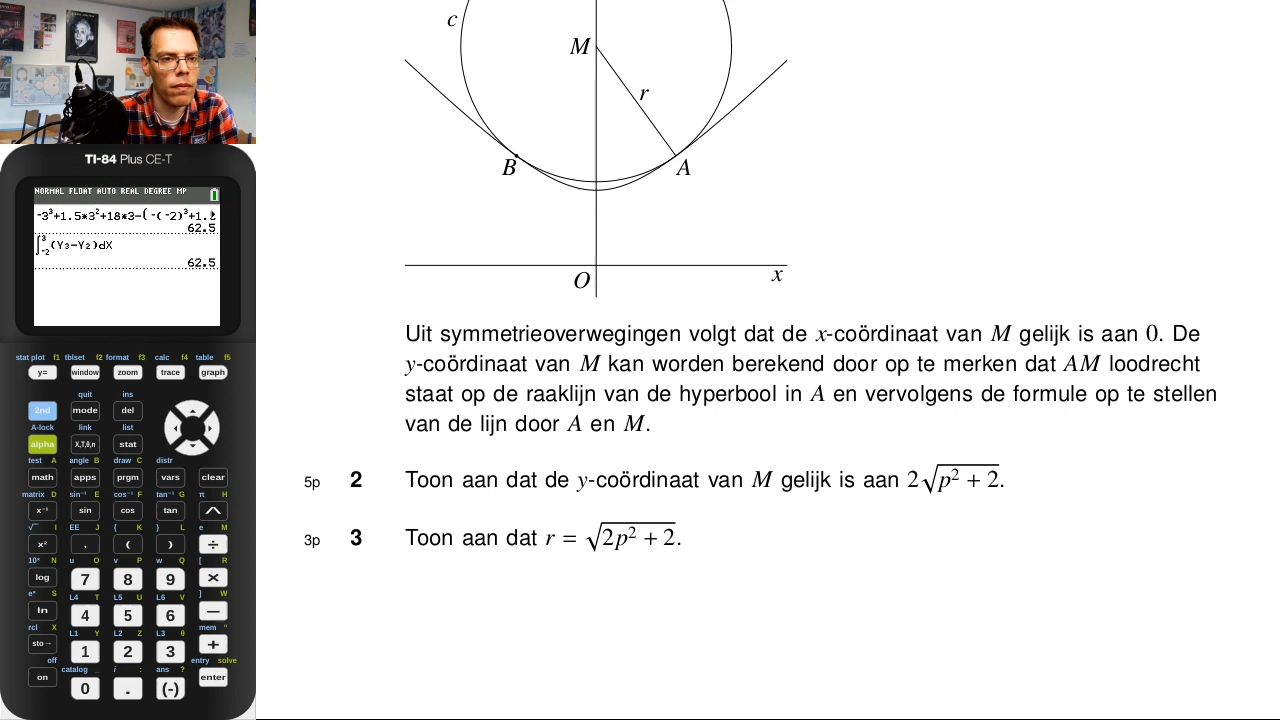 c
M
r
B
A
O
x
Uit symmetrieoverwegingen volgt dat de x-coördinaat van M gelijk is aan 0. De
y-coördinaat van M kan worden berekend door op te merken dat AM loodrecht
staat op de raaklijn van de hyperbool in A en vervolgens de formule op te stellen
van de lijn door A en M.
5p 2 Toon aan dat de y-coördinaat van M gelijk is aan 2√(p² + 2).
3p 3 Toon aan dat r = √(2p² + 2).
TI-84 Plus CE-T
NORMAL FLOAT AUTO REAL DEGREE MP
-3³+1.5*3²+18*3-(-(-2)³+1.
62.5
∫₋₂³(Y₃-Y₂)dX
62.5
stat plot f1 tblset f2 format f3 calc f4 table f5
y= window zoom trace graph
quit ins
2nd mode del
A-lock link list
alpha X,T,θ,n stat
test A angle B draw C distr
math apps prgm vars clear
matrix D sin⁻¹ E cos⁻¹ F tan⁻¹ G π H
x⁻¹ sin cos tan ^
√ I EE J { K } L e M
x² , ( ) ÷
10ˣ N u O v P w Q [ R
log 7 8 9 ×
eˣ S L4 T L5 U L6 V ] W
ln 4 5 6 −
rcl X L1 Y L2 Z L3 θ mem "
sto→ 1 2 3 +
off catalog _ i : ans ? entry solve
on 0 . (-) enter